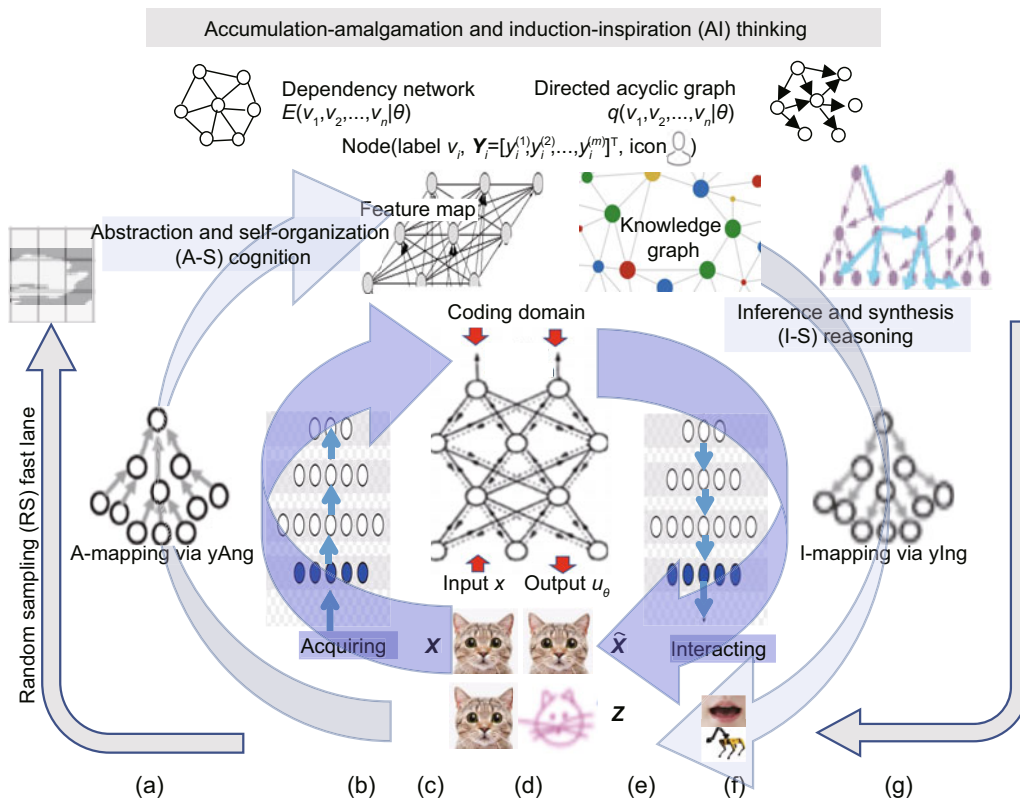 Accumulation-amalgamation and induction-inspiration (AI) thinking
Dependency network
E(v₁,v₂,...,vₙ|θ)
Directed acyclic graph
q(v₁,v₂,...,vₙ|θ)
Node(label vᵢ, Yᵢ=[yᵢ⁽¹⁾,yᵢ⁽²⁾,...,yᵢ⁽ᵐ⁾]ᵀ, icon)
Feature map
Knowledge
graph
Abstraction and self-organization
(A-S) cognition
Inference and synthesis
(I-S) reasoning
Coding domain
Random sampling (RS) fast lane
A-mapping via yAng
I-mapping via yIng
Input x
Output u_θ
Acquiring
X
X̃
Interacting
Z
(a)
(b)
(c)
(d)
(e)
(f)
(g)